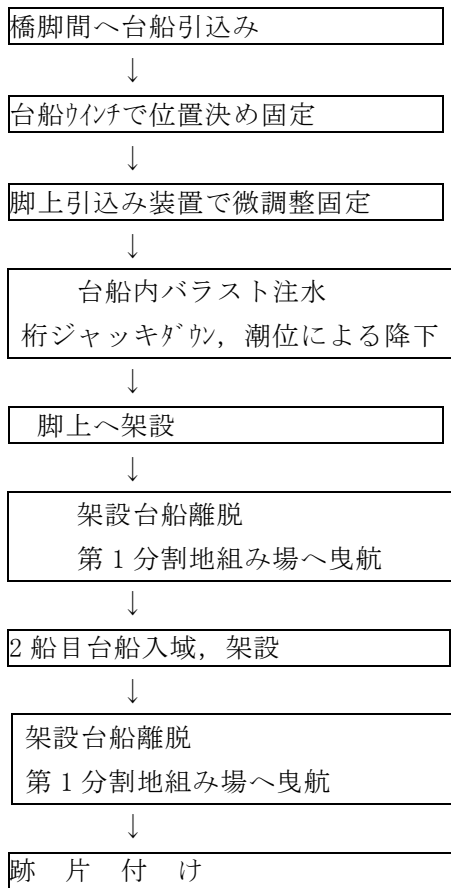 橋脚間へ台船引込み
↓
台船ｳｲﾝﾁで位置決め固定
↓
脚上引込み装置で微調整固定
↓
台船内バラスト注水
桁ジャッキﾀﾞｳﾝ，潮位による降下
↓
脚上へ架設
↓
架設台船離脱
第１分割地組み場へ曳航
↓
2 船目台船入域，架設
↓
架設台船離脱
第１分割地組み場へ曳航
↓
跡　片　付　け